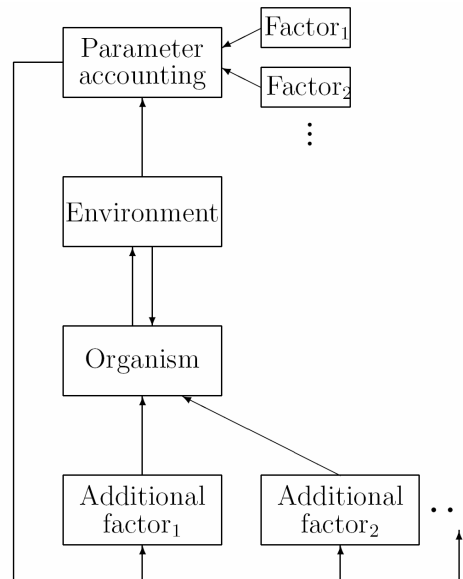 Parameter
accounting
Factor₁
Factor₂
⋮
Environment
Organism
Additional
factor₁
Additional
factor₂
..